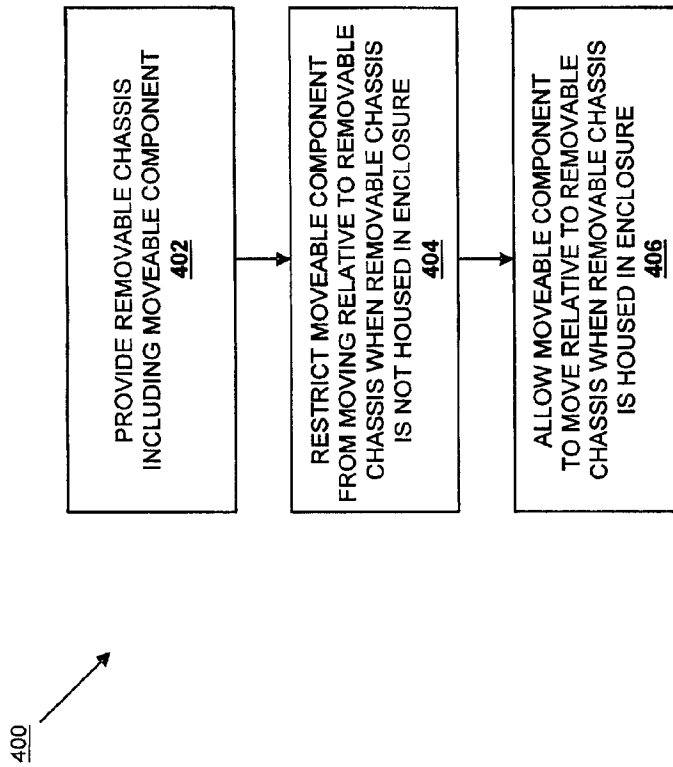 400
PROVIDE REMOVABLE CHASSIS
INCLUDING MOVEABLE COMPONENT
402
RESTRICT MOVEABLE COMPONENT
FROM MOVING RELATIVE TO REMOVABLE
CHASSIS WHEN REMOVABLE CHASSIS
IS NOT HOUSED IN ENCLOSURE
404
ALLOW MOVEABLE COMPONENT
TO MOVE RELATIVE TO REMOVABLE
CHASSIS WHEN REMOVABLE CHASSIS
IS HOUSED IN ENCLOSURE
406